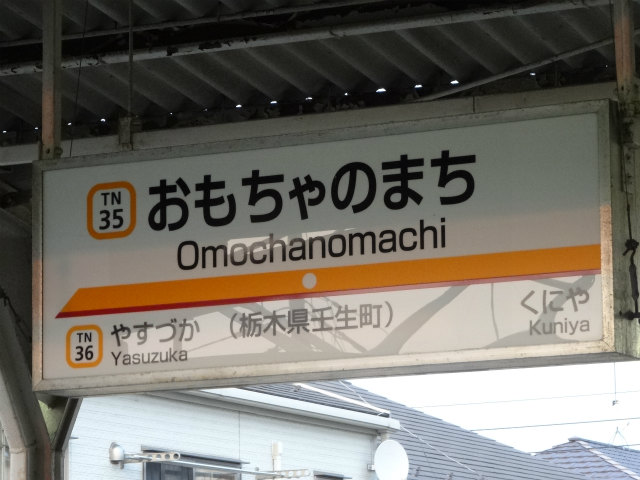 TN
35
おもちゃのまち
Omochanomachi
TN
36
やすづか
Yasuzuka
(栃木県壬生町)
くにや
Kuniya